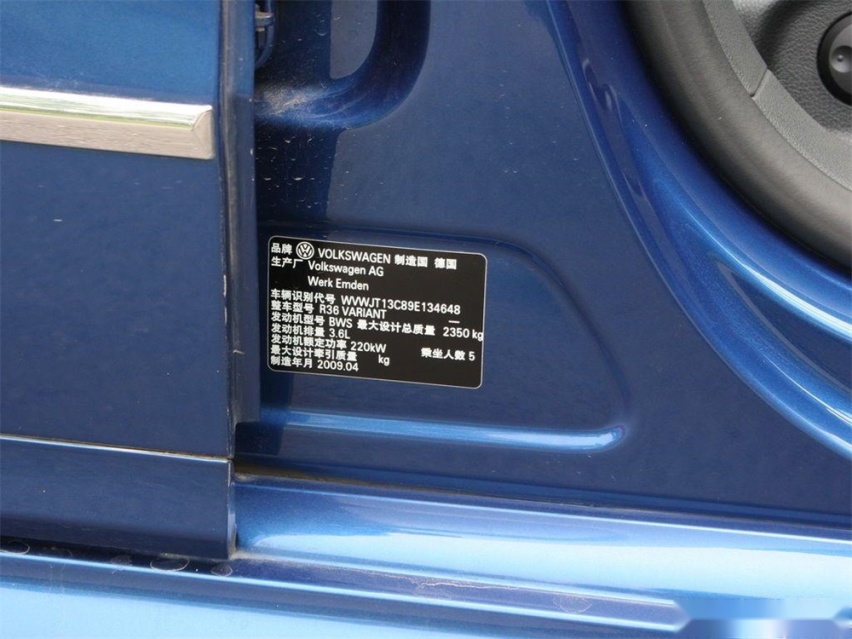 品牌 VOLKSWAGEN 制造国 德国
生产厂 Volkswagen AG
Werk Emden
车辆识别代号 WVWJT13C89E134648
整车型号 R36 VARIANT
发动机型号 BWS 最大设计总质量 2350 kg
发动机排量 3.6L
发动机额定功率 220kW 乘坐人数 5
最大设计牵引质量 — kg
制造年月 2009.04